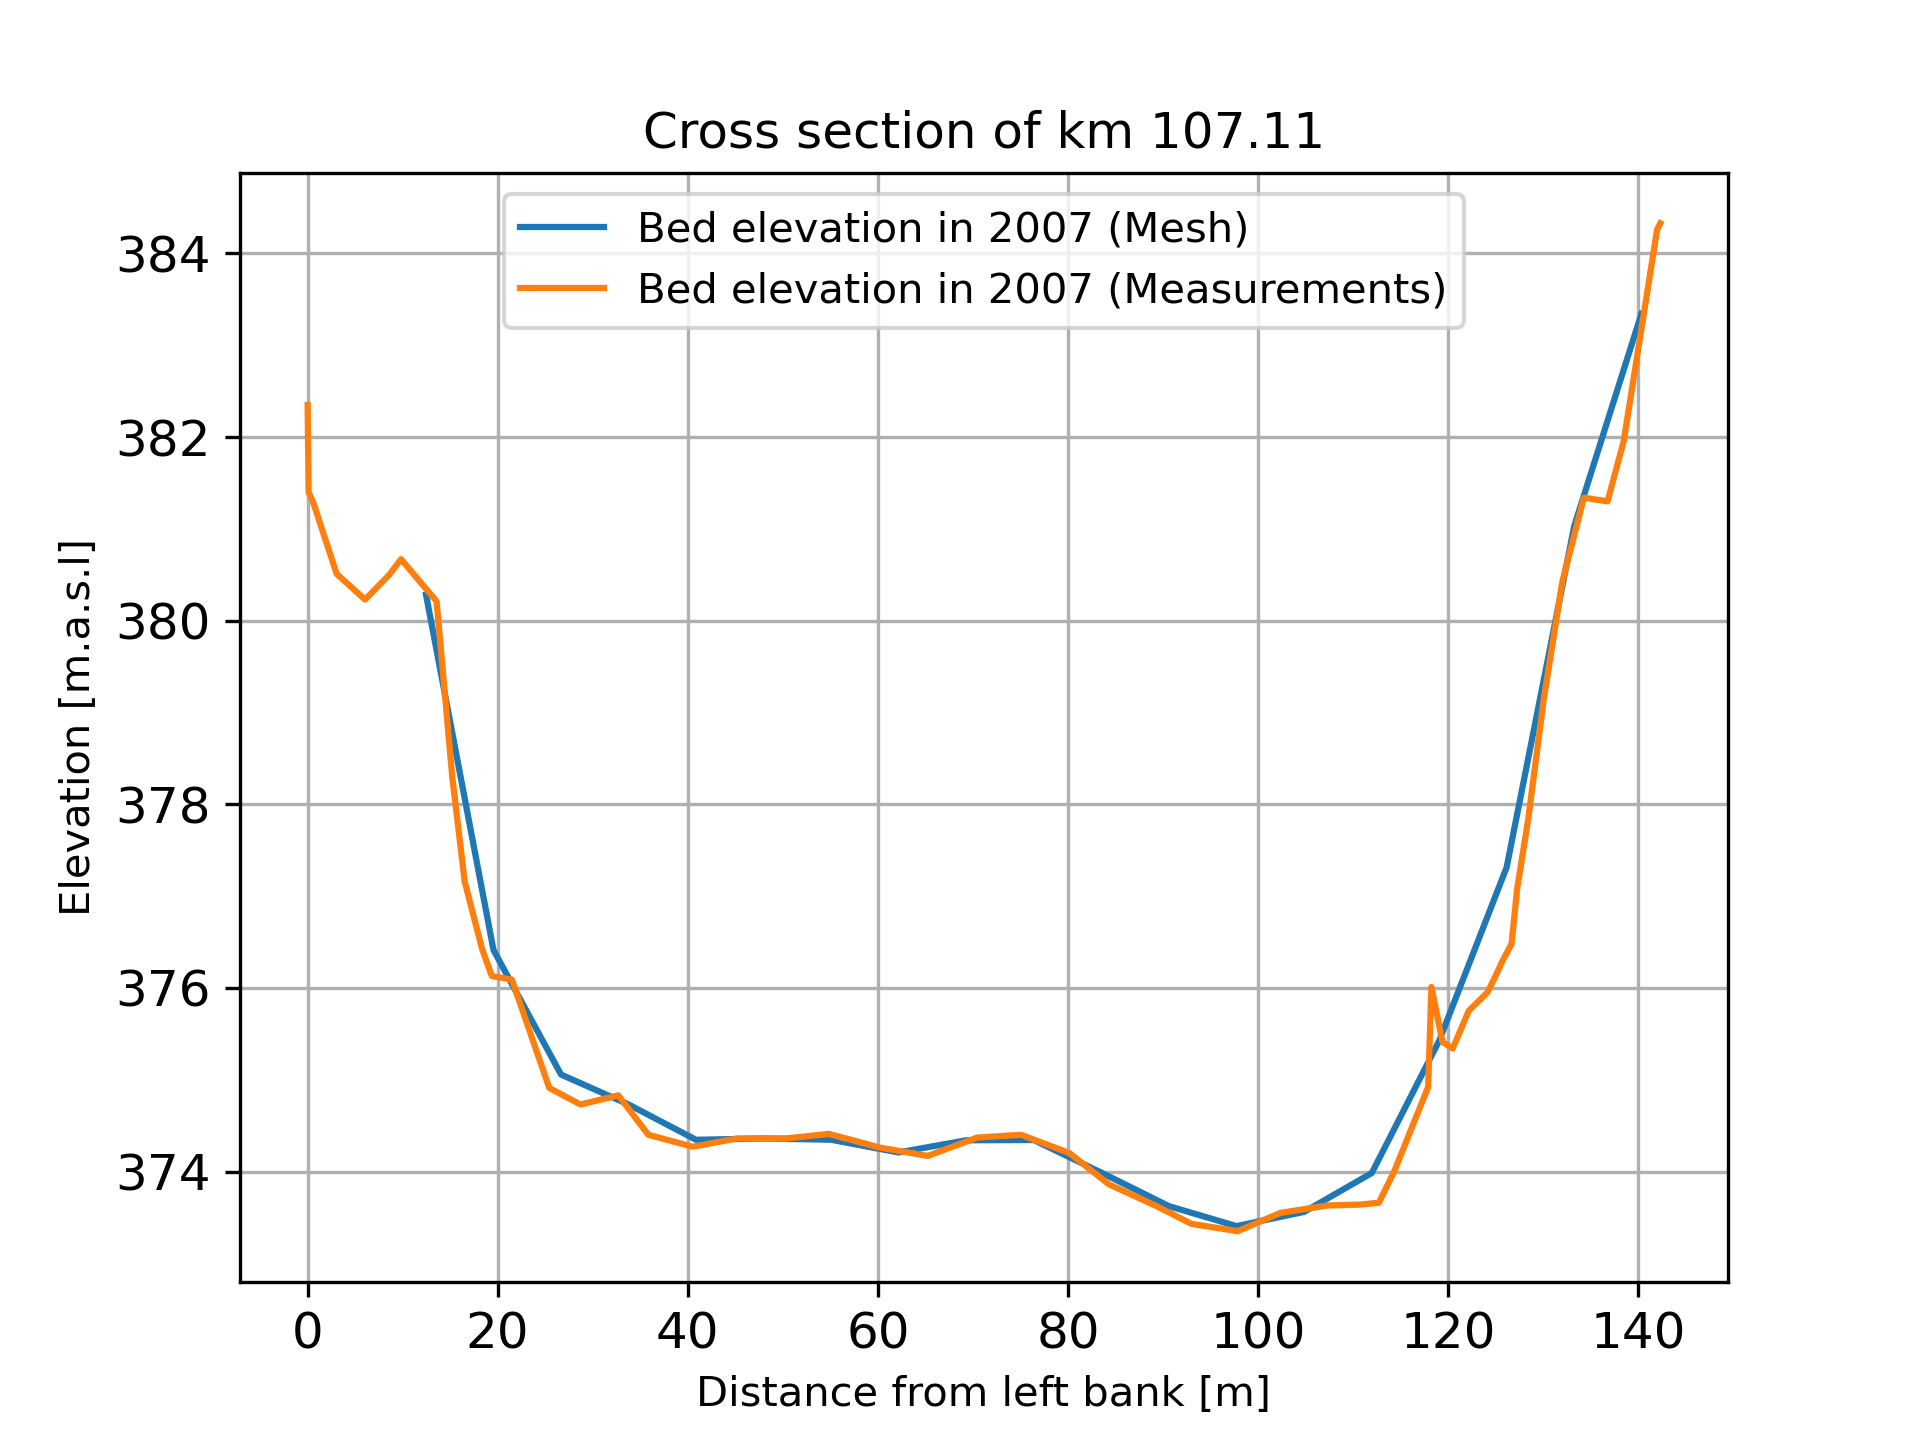 Cross section of km 107.11
Bed elevation in 2007 (Mesh)
Bed elevation in 2007 (Measurements)
384
382
380
378
376
374
Elevation [m.a.s.l]
0 20 40 60 80 100 120 140
Distance from left bank [m]